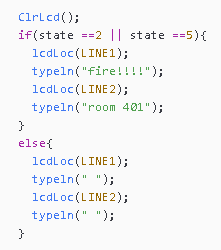 ClrLcd();
if(state ==2 || state ==5){
  lcdLoc(LINE1);
  typeln("fire!!!!");
  lcdLoc(LINE2);
  typeln("room 401");
}
else{
  lcdLoc(LINE1);
  typeln(" ");
  lcdLoc(LINE2);
  typeln(" ");
}